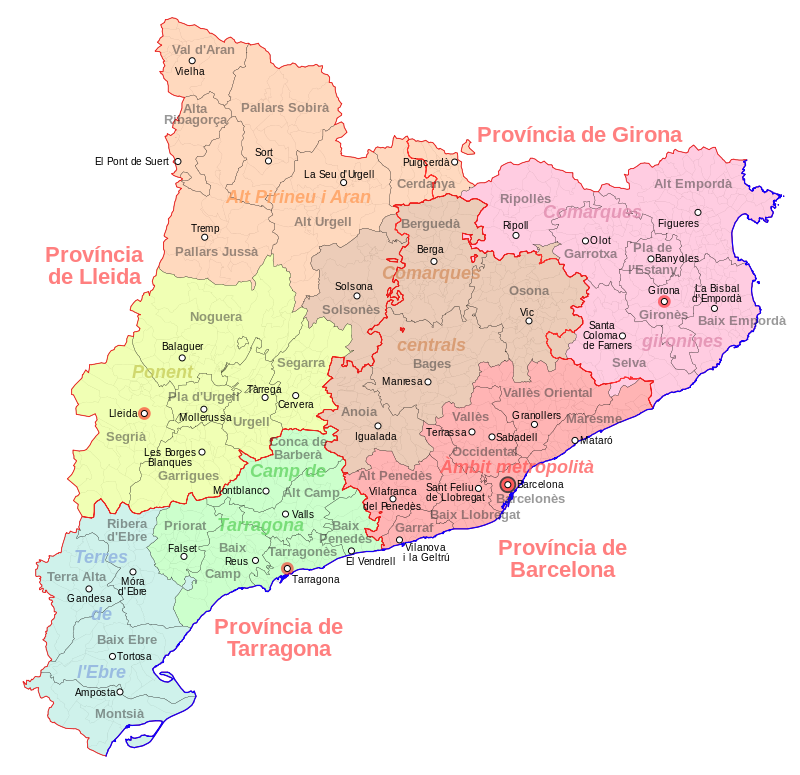 Val d'Aran
Vielha
Alta
Ribagorça
Pallars Sobirà
El Pont de Suert
Sort
La Seu d'Urgell
Puigcerdà
Cerdanya
Província de Girona
Alt Pirineu i Aran
Tremp
Alt Urgell
Pallars Jussà
Província
de Lleida
Berguedà
Berga
Comarques
centrals
Solsona
Solsonès
Osona
Vic
Bages
Manresa
Anoia
Igualada
Ripollès
Ripoll
Comarques
gironines
Alt Empordà
Figueres
Olot
Garrotxa
Pla de
l'Estany
Banyoles
Girona
Gironès
La Bisbal
d'Empordà
Baix Empordà
Santa
Coloma
de Farners
Selva
Noguera
Balaguer
Ponent
Segarra
Cervera
Pla d'Urgell
Mollerussa
Tàrrega
Urgell
Lleida
Segrià
Les Borges
Blanques
Garrigues
Vallès Oriental
Granollers
Maresme
Mataró
Vallès
Occidental
Terrassa
Sabadell
Àmbit metropolità
Barcelona
Barcelonès
Sant Feliu
de Llobregat
Baix Llobregat
Alt Penedès
Vilafranca
del Penedès
Garraf
Vilanova
i la Geltrú
Província de
Barcelona
Conca de
Barberà
Camp de
Tarragona
Montblanc
Alt Camp
Valls
Baix
Penedès
El Vendrell
Tarragonès
Tarragona
Priorat
Falset
Baix
Camp
Reus
Província de
Tarragona
Ribera
d'Ebre
Móra
d'Ebre
Terres
de
l'Ebre
Terra Alta
Gandesa
Baix Ebre
Tortosa
Amposta
Montsià